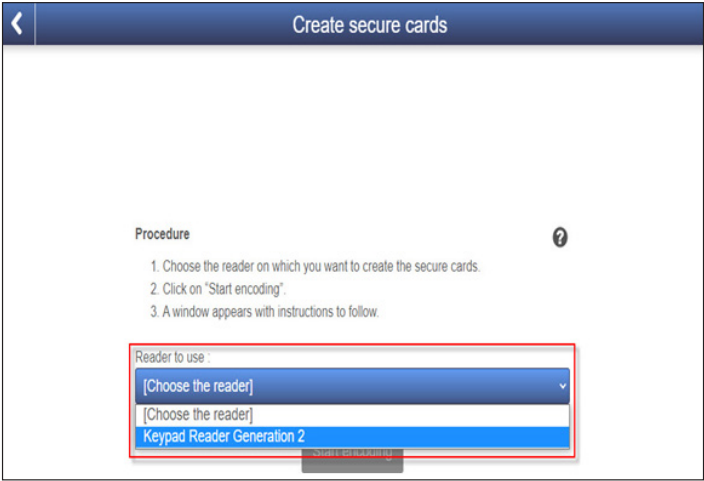 Create secure cards
Procedure
1. Choose the reader on which you want to create the secure cards.
2. Click on "Start encoding".
3. A window appears with instructions to follow.
Reader to use :
[Choose the reader]
[Choose the reader]
Keypad Reader Generation 2
Start encoding